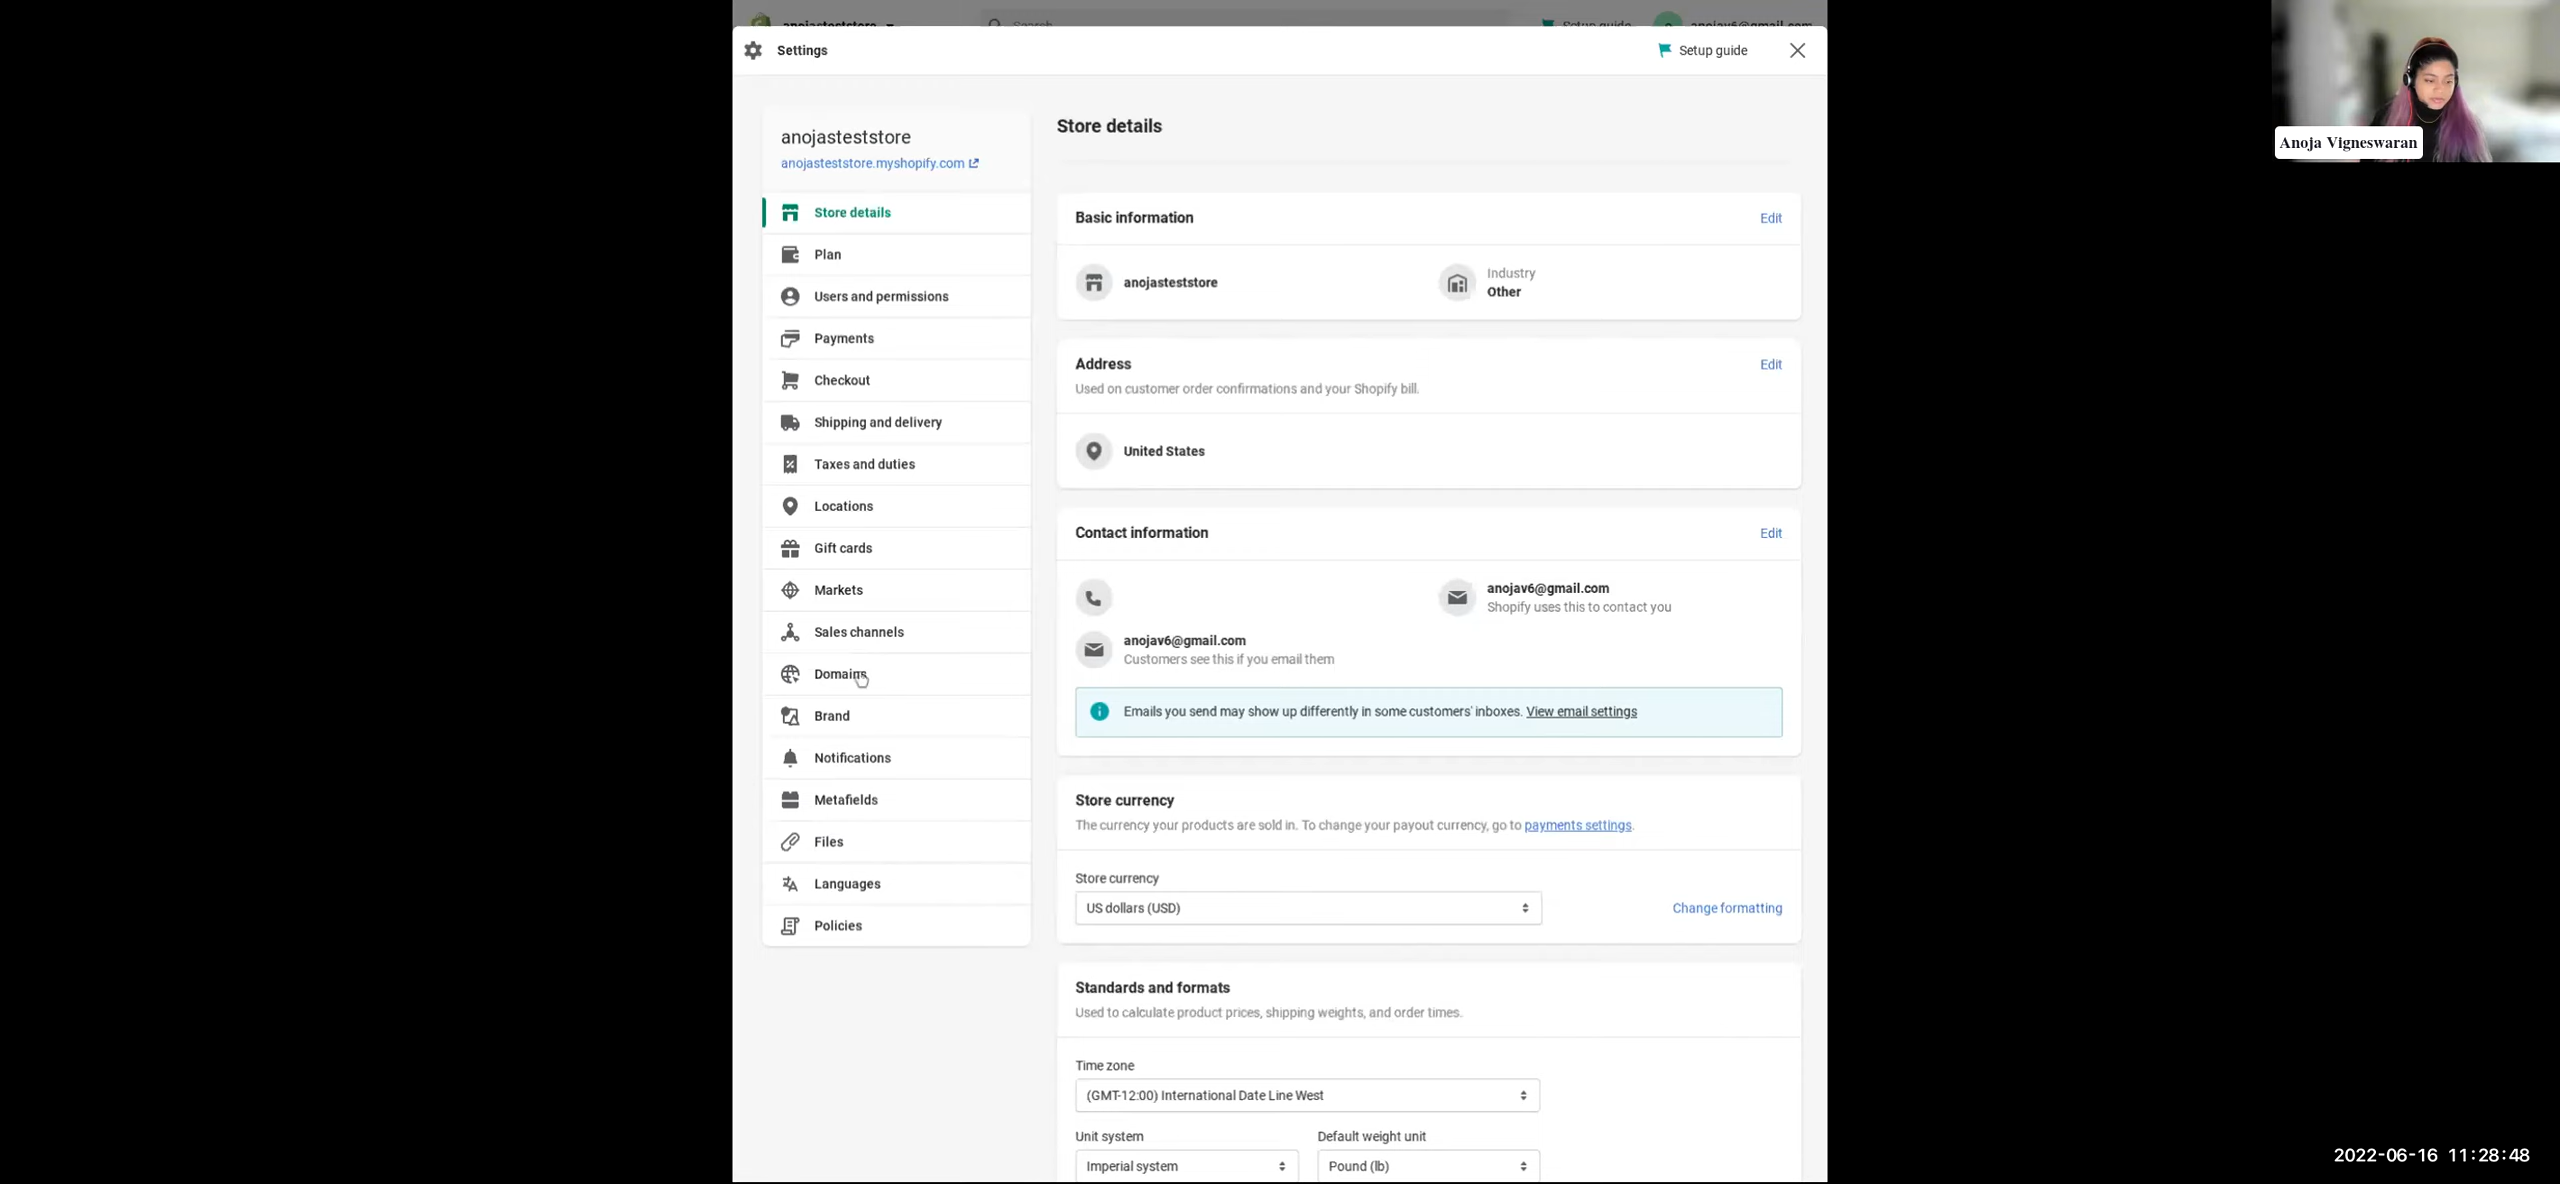 anojasteststore
Search
Setup guide
anojav6@gmail.com
Settings
Setup guide
anojasteststore
anojasteststore.myshopify.com
Store details
Plan
Users and permissions
Payments
Checkout
Shipping and delivery
Taxes and duties
Locations
Gift cards
Markets
Sales channels
Domains
Brand
Notifications
Metafields
Files
Languages
Policies
Store details
Basic information
Edit
anojasteststore
Industry
Other
Address
Edit
Used on customer order confirmations and your Shopify bill.
United States
Contact information
Edit
anojav6@gmail.com
Shopify uses this to contact you
anojav6@gmail.com
Customers see this if you email them
Emails you send may show up differently in some customers' inboxes. View email settings
Store currency
The currency your products are sold in. To change your payout currency, go to payments settings.
Store currency
US dollars (USD)
Change formatting
Standards and formats
Used to calculate product prices, shipping weights, and order times.
Time zone
(GMT-12:00) International Date Line West
Unit system
Default weight unit
Imperial system
Pound (lb)
Anoja Vigneswaran
2022-06-16 11:28:48